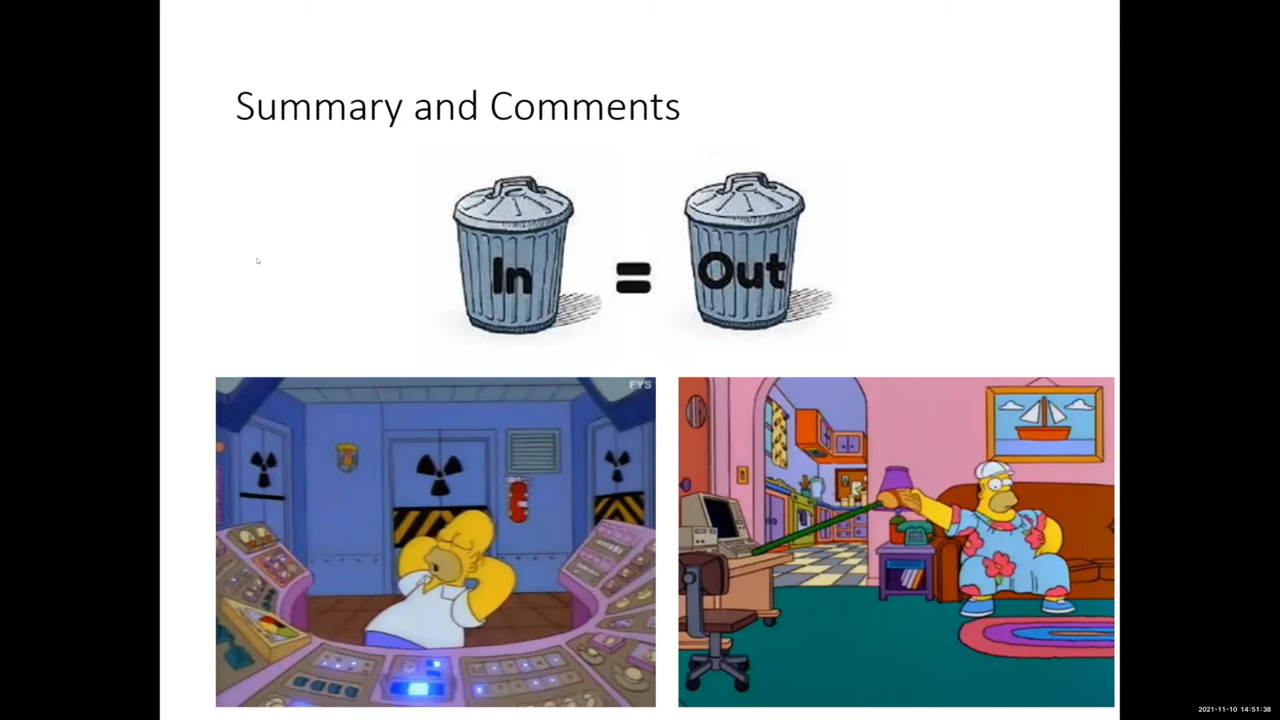 Summary and Comments
In = Out
FYS
2021-11-10 14:51:38